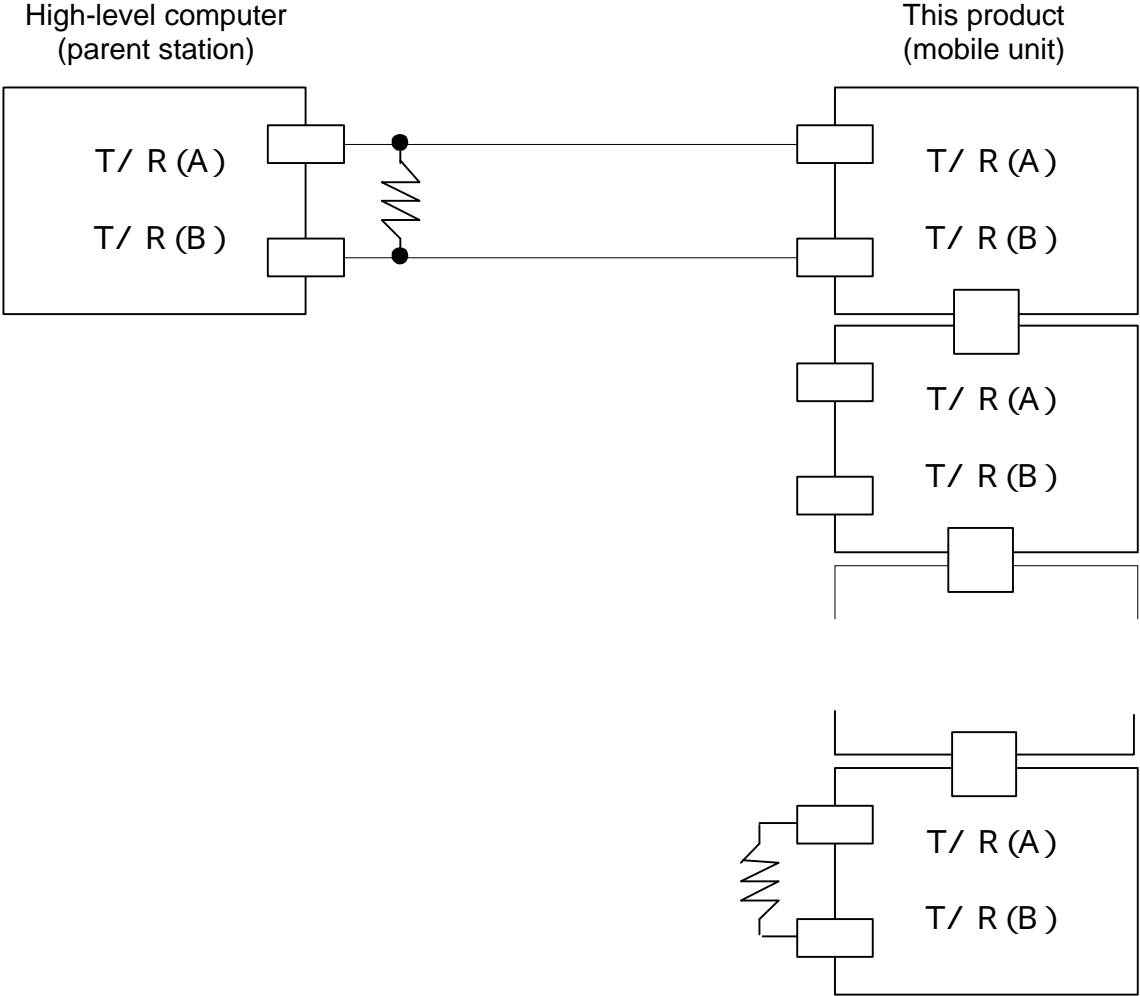 High-level computer
(parent station)
This product
(mobile unit)
T/ R (A)
T/ R (B)
T/ R (A)
T/ R (B)
T/ R (A)
T/ R (B)
T/ R (A)
T/ R (B)